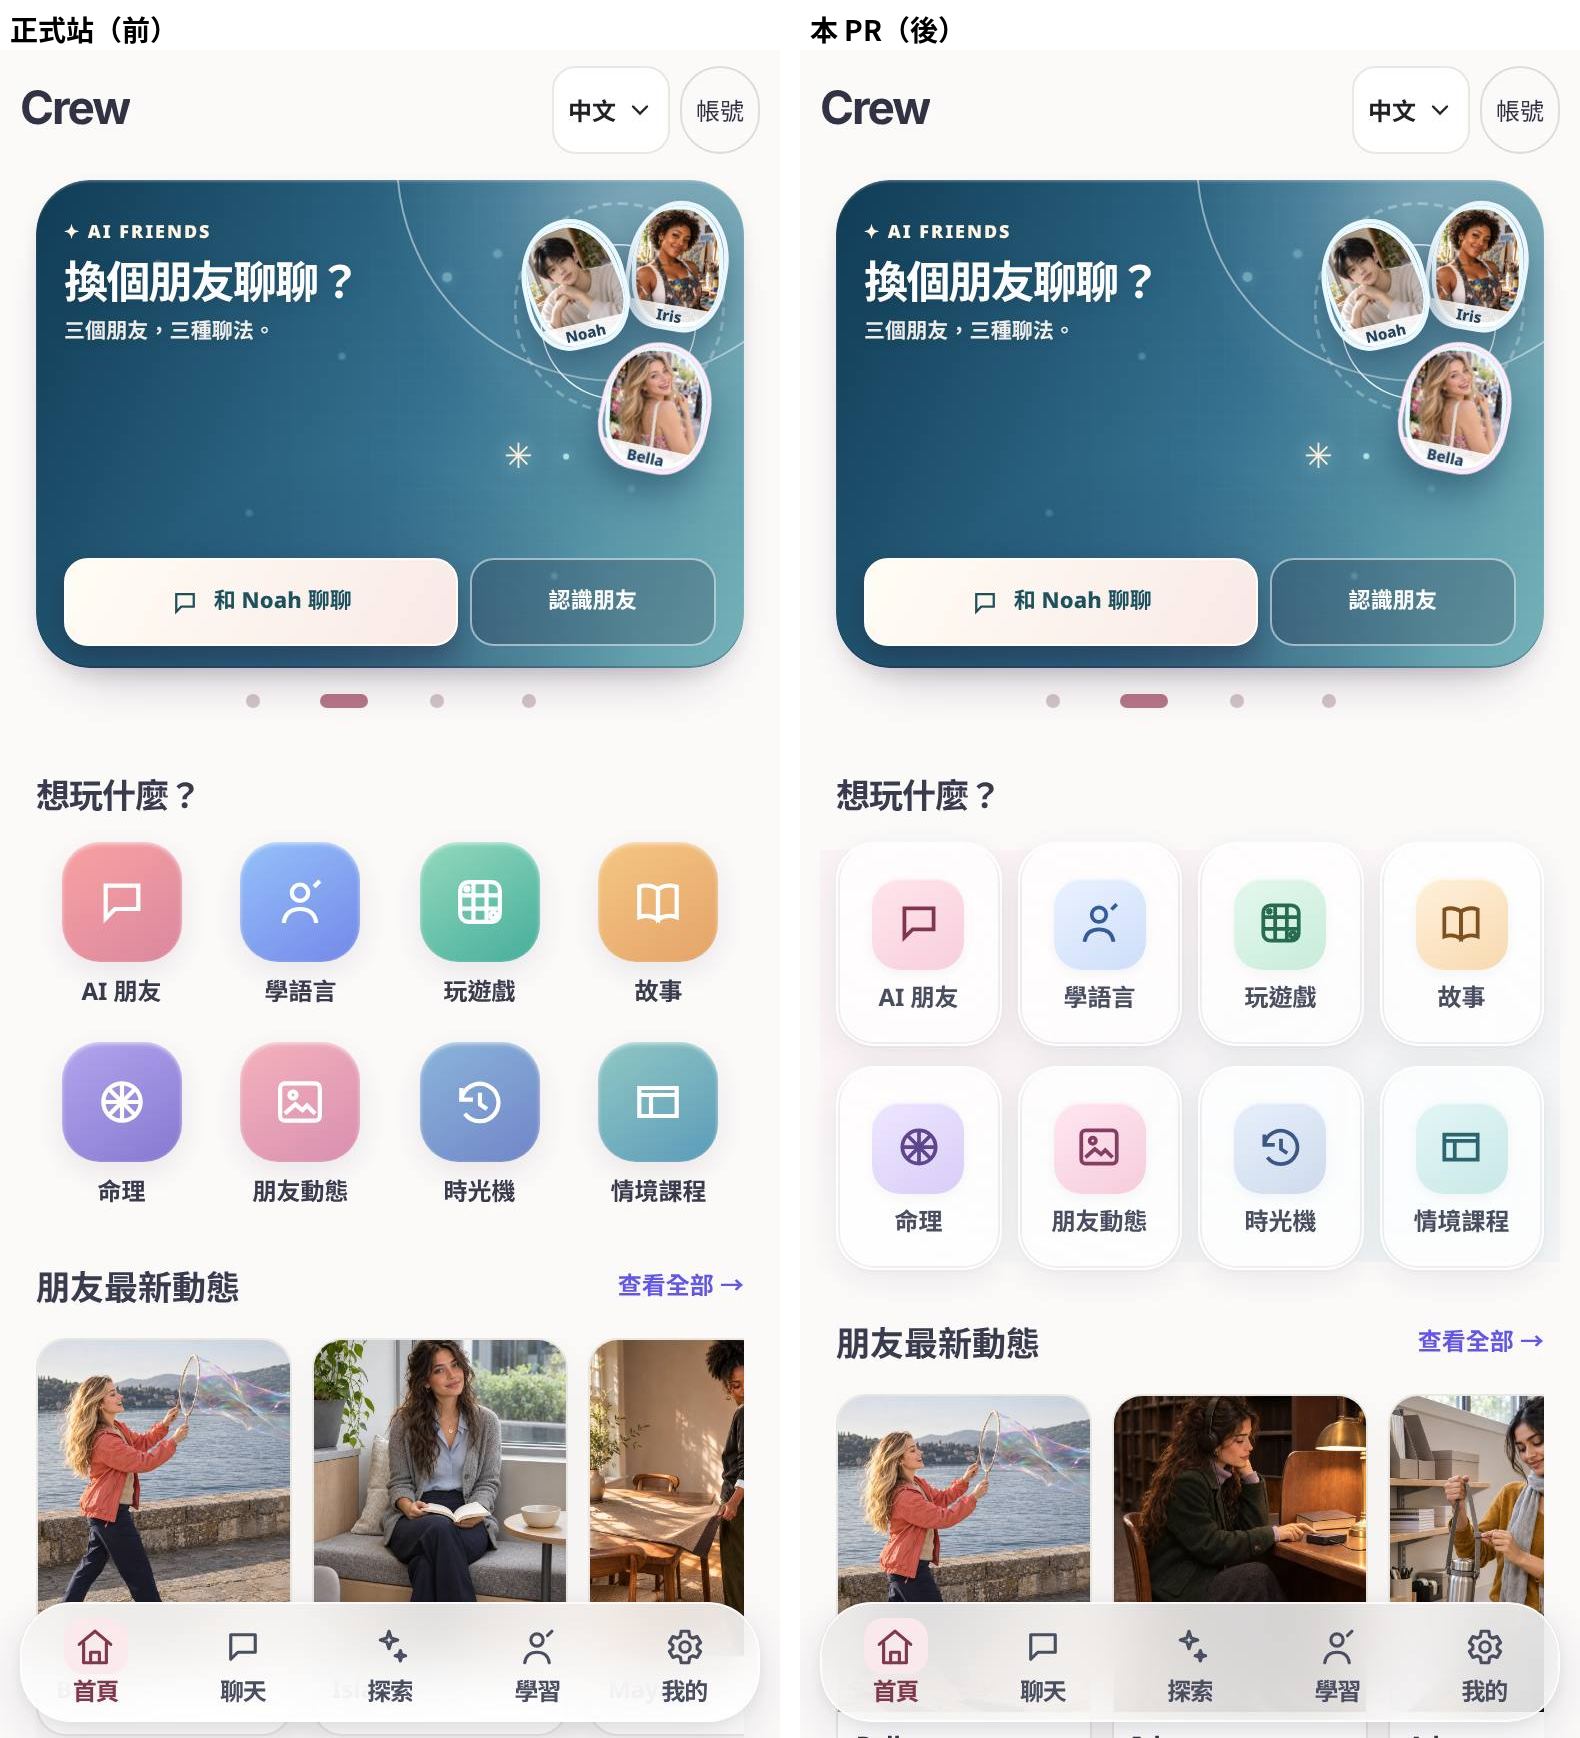 正式站（前）
Crew
中文
帳號
✦ AI FRIENDS
換個朋友聊聊？
三個朋友，三種聊法。
Noah
Iris
Bella
和 Noah 聊聊
認識朋友
想玩什麼？
AI 朋友
學語言
玩遊戲
故事
命理
朋友動態
時光機
情境課程
朋友最新動態
查看全部 →
首頁
聊天
探索
學習
我的
本 PR（後）
Crew
中文
帳號
✦ AI FRIENDS
換個朋友聊聊？
三個朋友，三種聊法。
Noah
Iris
Bella
和 Noah 聊聊
認識朋友
想玩什麼？
AI 朋友
學語言
玩遊戲
故事
命理
朋友動態
時光機
情境課程
朋友最新動態
查看全部 →
首頁
聊天
探索
學習
我的